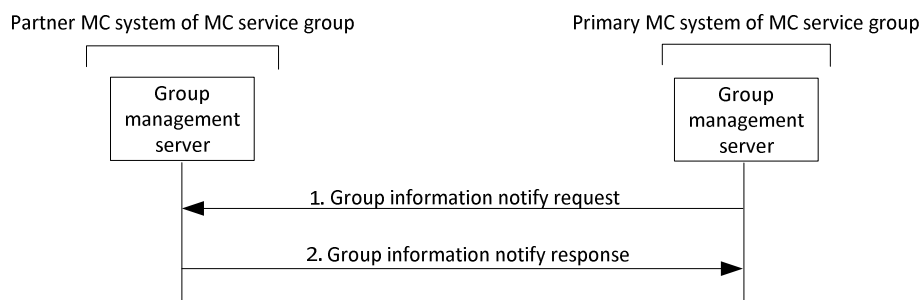 Partner MC system of MC service group
Primary MC system of MC service group
Group
management
server
Group
management
server
1. Group information notify request
2. Group information notify response